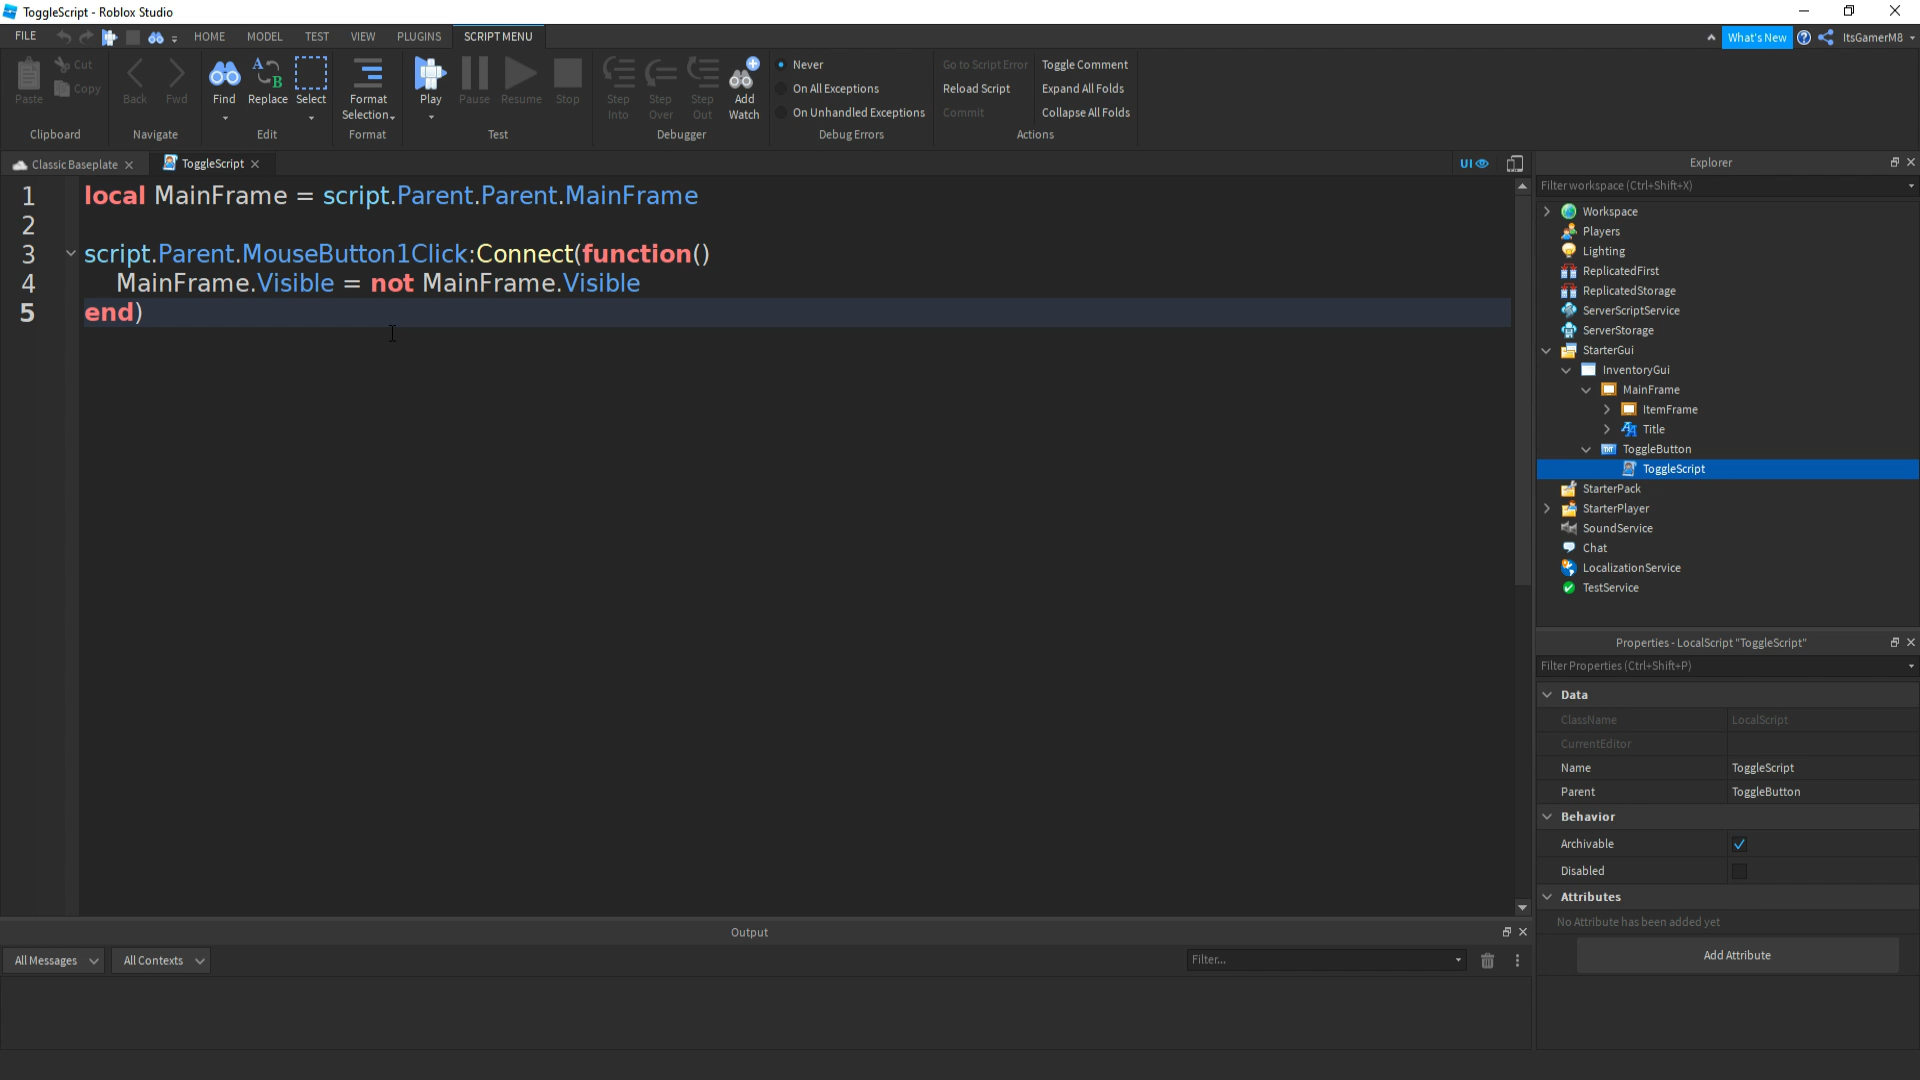 ToggleScript - Roblox Studio
FILE HOME MODEL TEST VIEW PLUGINS SCRIPT MENU What's New ItsGamerM8
Paste Cut Copy Back Fwd Find Replace Select Format Selection Play Pause Resume Stop Step Into Step Over Step Out Add Watch
Never
On All Exceptions
On Unhandled Exceptions
Go to Script Error
Reload Script
Commit
Toggle Comment
Expand All Folds
Collapse All Folds
Clipboard Navigate Edit Format Test Debugger Debug Errors Actions
Classic Baseplate ToggleScript UI
1 local MainFrame = script.Parent.Parent.MainFrame
2
3 script.Parent.MouseButton1Click:Connect(function()
4 MainFrame.Visible = not MainFrame.Visible
5 end)
Output
All Messages All Contexts Filter...
Explorer
Filter workspace (Ctrl+Shift+X)
Workspace
Players
Lighting
ReplicatedFirst
ReplicatedStorage
ServerScriptService
ServerStorage
StarterGui
InventoryGui
MainFrame
ItemFrame
Title
ToggleButton
ToggleScript
StarterPack
StarterPlayer
SoundService
Chat
LocalizationService
TestService
Properties - LocalScript "ToggleScript"
Filter Properties (Ctrl+Shift+P)
Data
ClassName LocalScript
CurrentEditor
Name ToggleScript
Parent ToggleButton
Behavior
Archivable
Disabled
Attributes
No Attribute has been added yet
Add Attribute